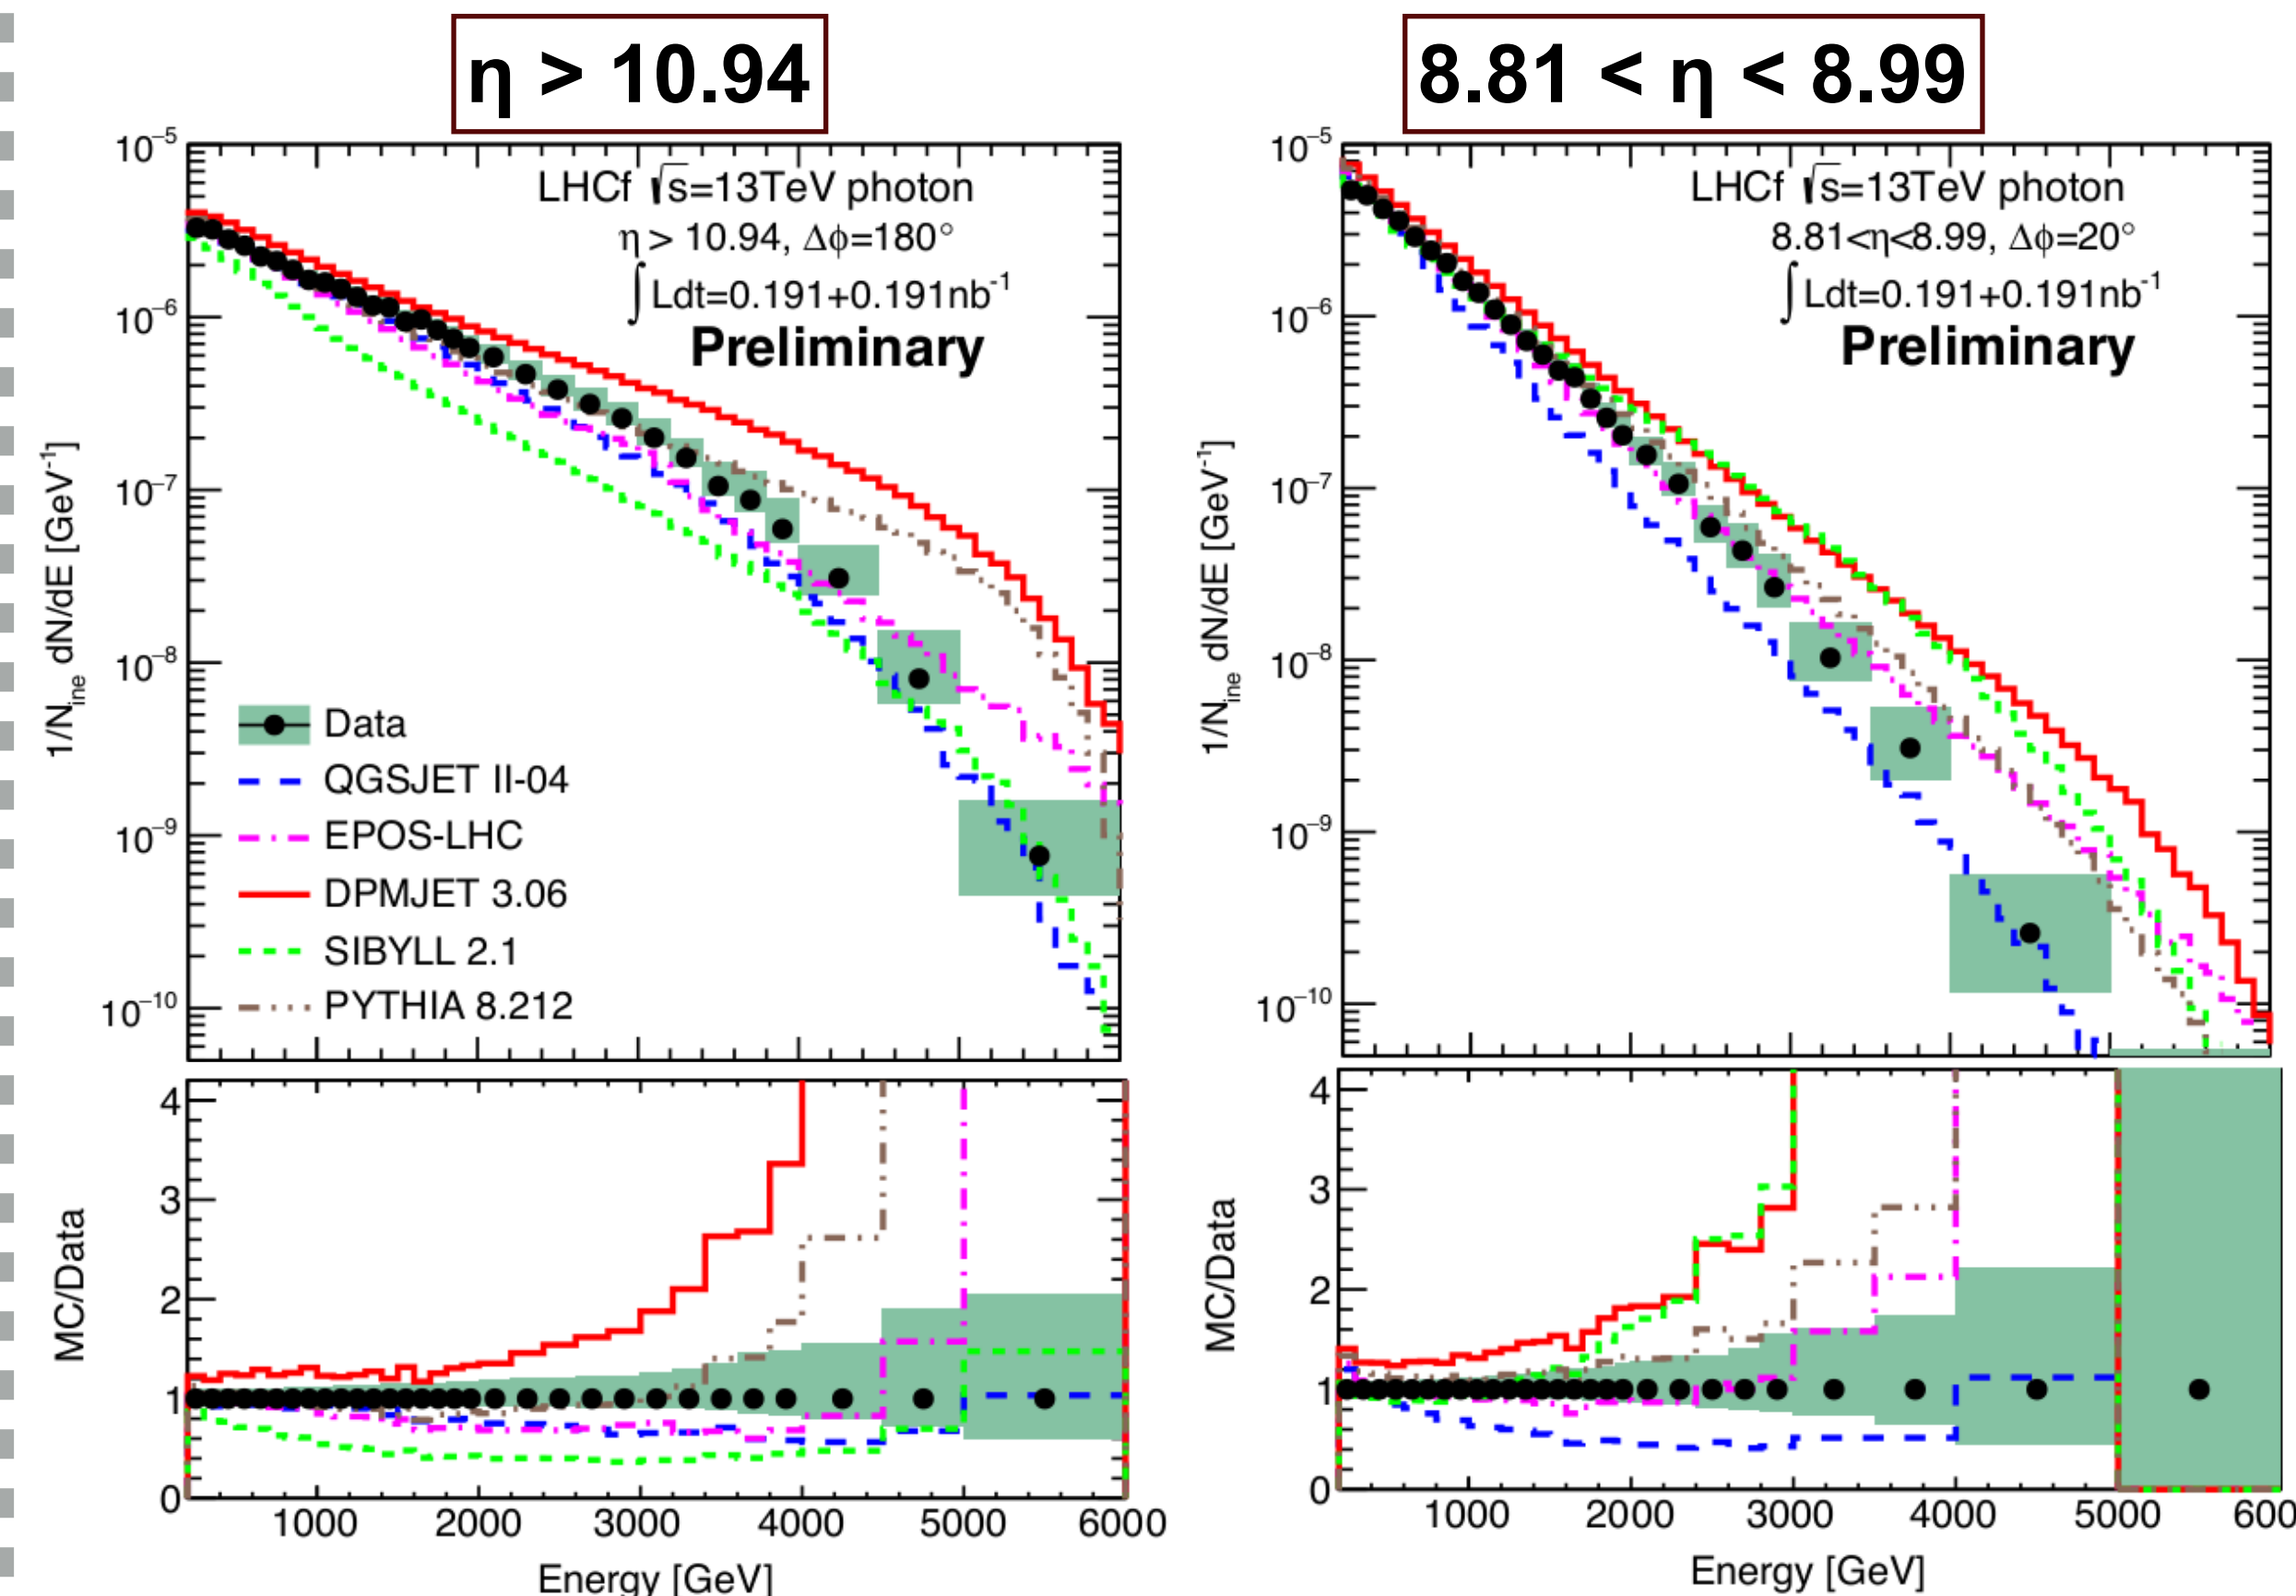 η > 10.94
10⁻⁵
10⁻⁶
10⁻⁷
10⁻⁸
10⁻⁹
10⁻¹⁰
1/N_ine dN/dE [GeV⁻¹]
LHCf √s=13TeV photon
η > 10.94, Δϕ=180°
∫Ldt=0.191+0.191nb⁻¹
Preliminary
Data
QGSJET II-04
EPOS-LHC
DPMJET 3.06
SIBYLL 2.1
PYTHIA 8.212
MC/Data
4
3
2
1
0
1000 2000 3000 4000 5000 6000
Energy [GeV]
8.81 < η < 8.99
10⁻⁵
10⁻⁶
10⁻⁷
10⁻⁸
10⁻⁹
10⁻¹⁰
1/N_ine dN/dE [GeV⁻¹]
LHCf √s=13TeV photon
8.81<η<8.99, Δϕ=20°
∫Ldt=0.191+0.191nb⁻¹
Preliminary
MC/Data
4
3
2
1
0
1000 2000 3000 4000 5000 600
Energy [GeV]